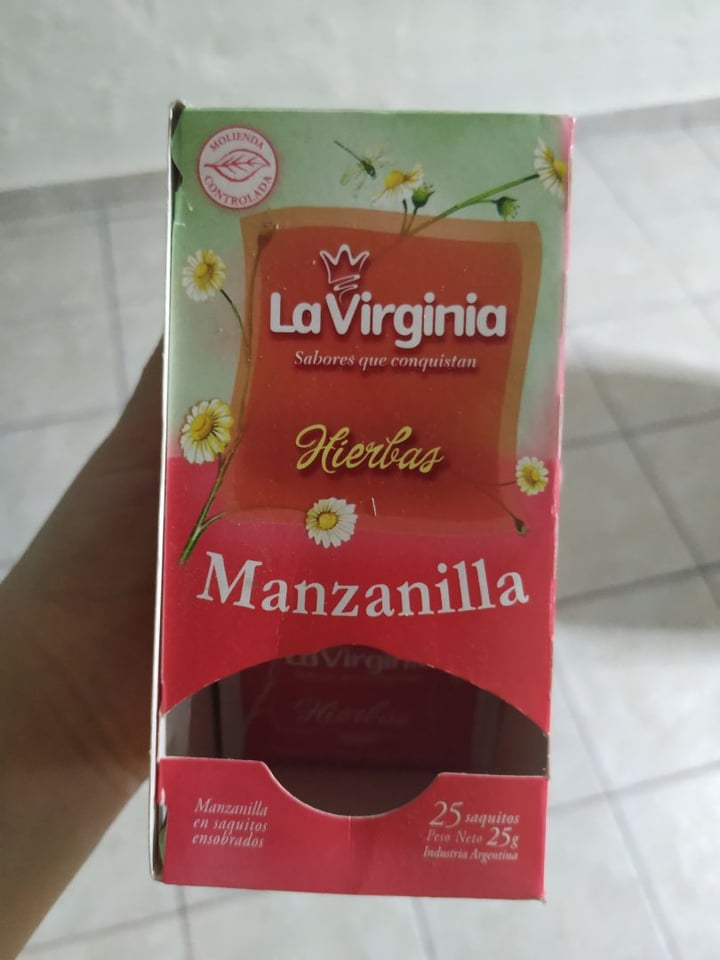 MOLIENDA
CONTROLADA
La Virginia
Sabores que conquistan
Hierbas
Manzanilla
La Virginia
Hierbas
Manzanilla
en saquitos
ensobrados
25 saquitos
Peso Neto 25g
Industria Argentina